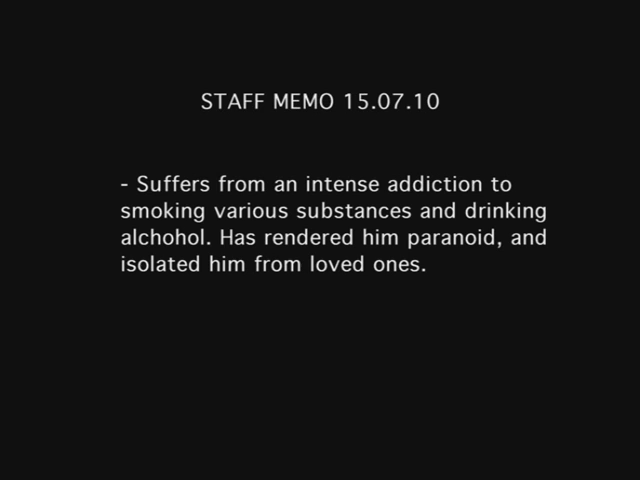 STAFF MEMO 15.07.10
- Suffers from an intense addiction to
smoking various substances and drinking
alchohol. Has rendered him paranoid, and
isolated him from loved ones.